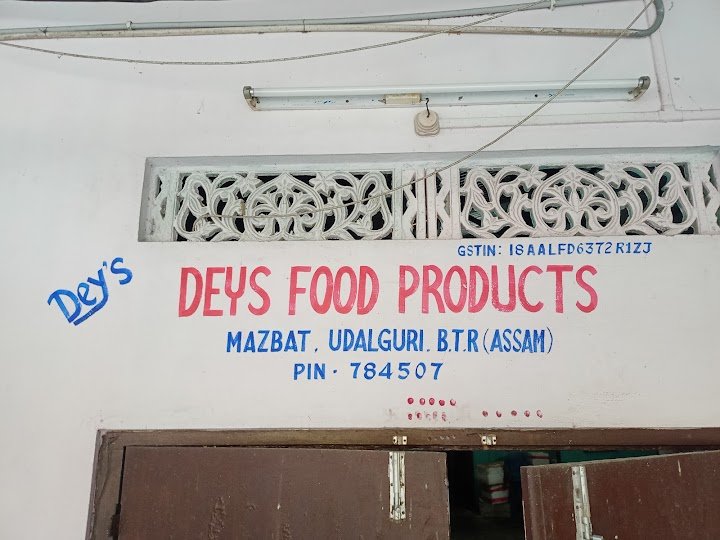 GSTIN: 18AALFD6372R1ZJ
Dey's
DEYS FOOD PRODUCTS
MAZBAT. UDALGURI. B.T.R (ASSAM)
PIN · 784507